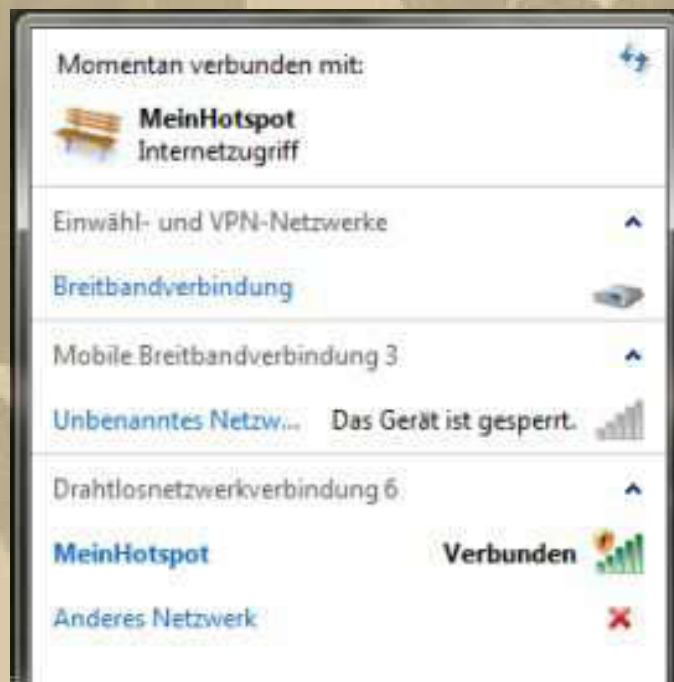 Momentan verbunden mit:
MeinHotspot
Internetzugriff
Einwähl- und VPN-Netzwerke
Breitbandverbindung
Mobile Breitbandverbindung 3
Unbenanntes Netzw... Das Gerät ist gesperrt.
Drahtlosnetzwerkverbindung 6
MeinHotspot Verbunden
Anderes Netzwerk